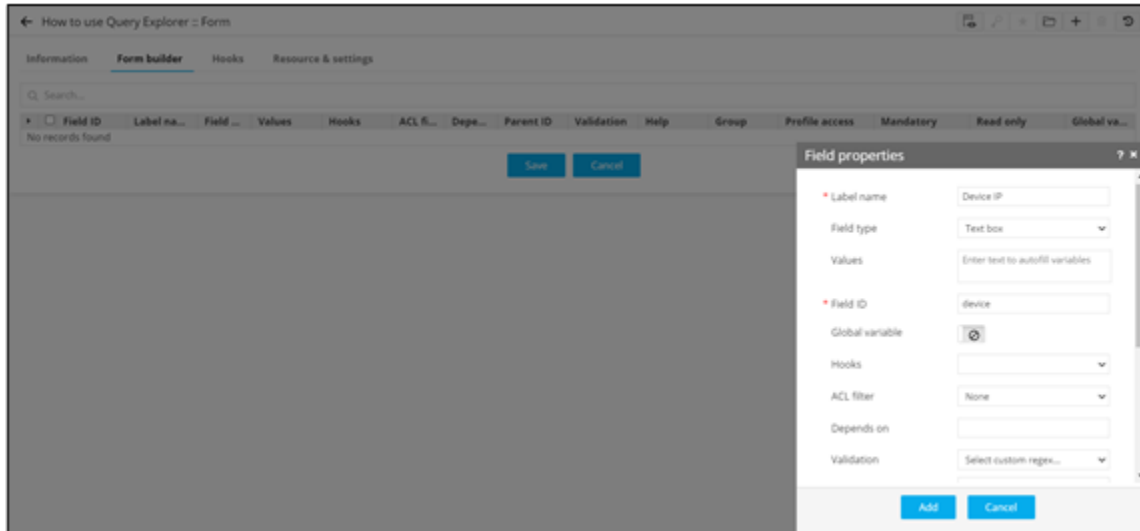 How to use Query Explorer :: Form
Information Form builder Hooks Resource & settings
Search...
Field ID Label na... Field ... Values Hooks ACL fi... Depe... Parent ID Validation Help Group Profile access Mandatory Read only Global va...
No records found
Save Cancel
Field properties ? ×
* Label name Device IP
Field type Text box
Values Enter text to autofill variables
* Field ID device
Global variable
Hooks
ACL filter None
Depends on
Validation Select custom regex...
Add Cancel